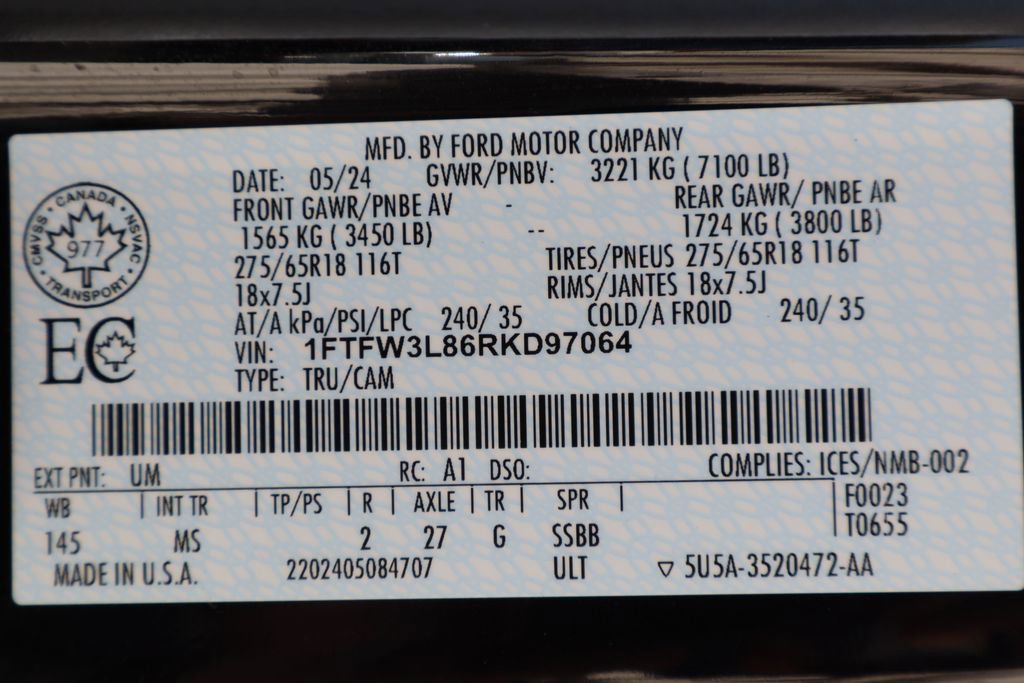 MFD. BY FORD MOTOR COMPANY
DATE: 05/24 GVWR/PNBV: 3221 KG ( 7100 LB)
FRONT GAWR/PNBE AV - REAR GAWR/ PNBE AR
1565 KG ( 3450 LB) -- 1724 KG ( 3800 LB)
275/65R18 116T TIRES/PNEUS 275/65R18 116T
18x7.5J RIMS/JANTES 18x7.5J
AT/A kPa/PSI/LPC 240/ 35 COLD/A FROID 240/ 35
VIN: 1FTFW3L86RKD97064
TYPE: TRU/CAM
CMVSS • CANADA • NSVAC • TRANSPORT •
977
EC
EXT PNT: UM RC: A1 DSO: COMPLIES: ICES/NMB-002
WB | INT TR | TP/PS | R | AXLE | TR | SPR | F0023
T0655
145 MS 2 27 G SSBB
MADE IN U.S.A. 2202405084707 ULT ▽ 5U5A-3520472-AA